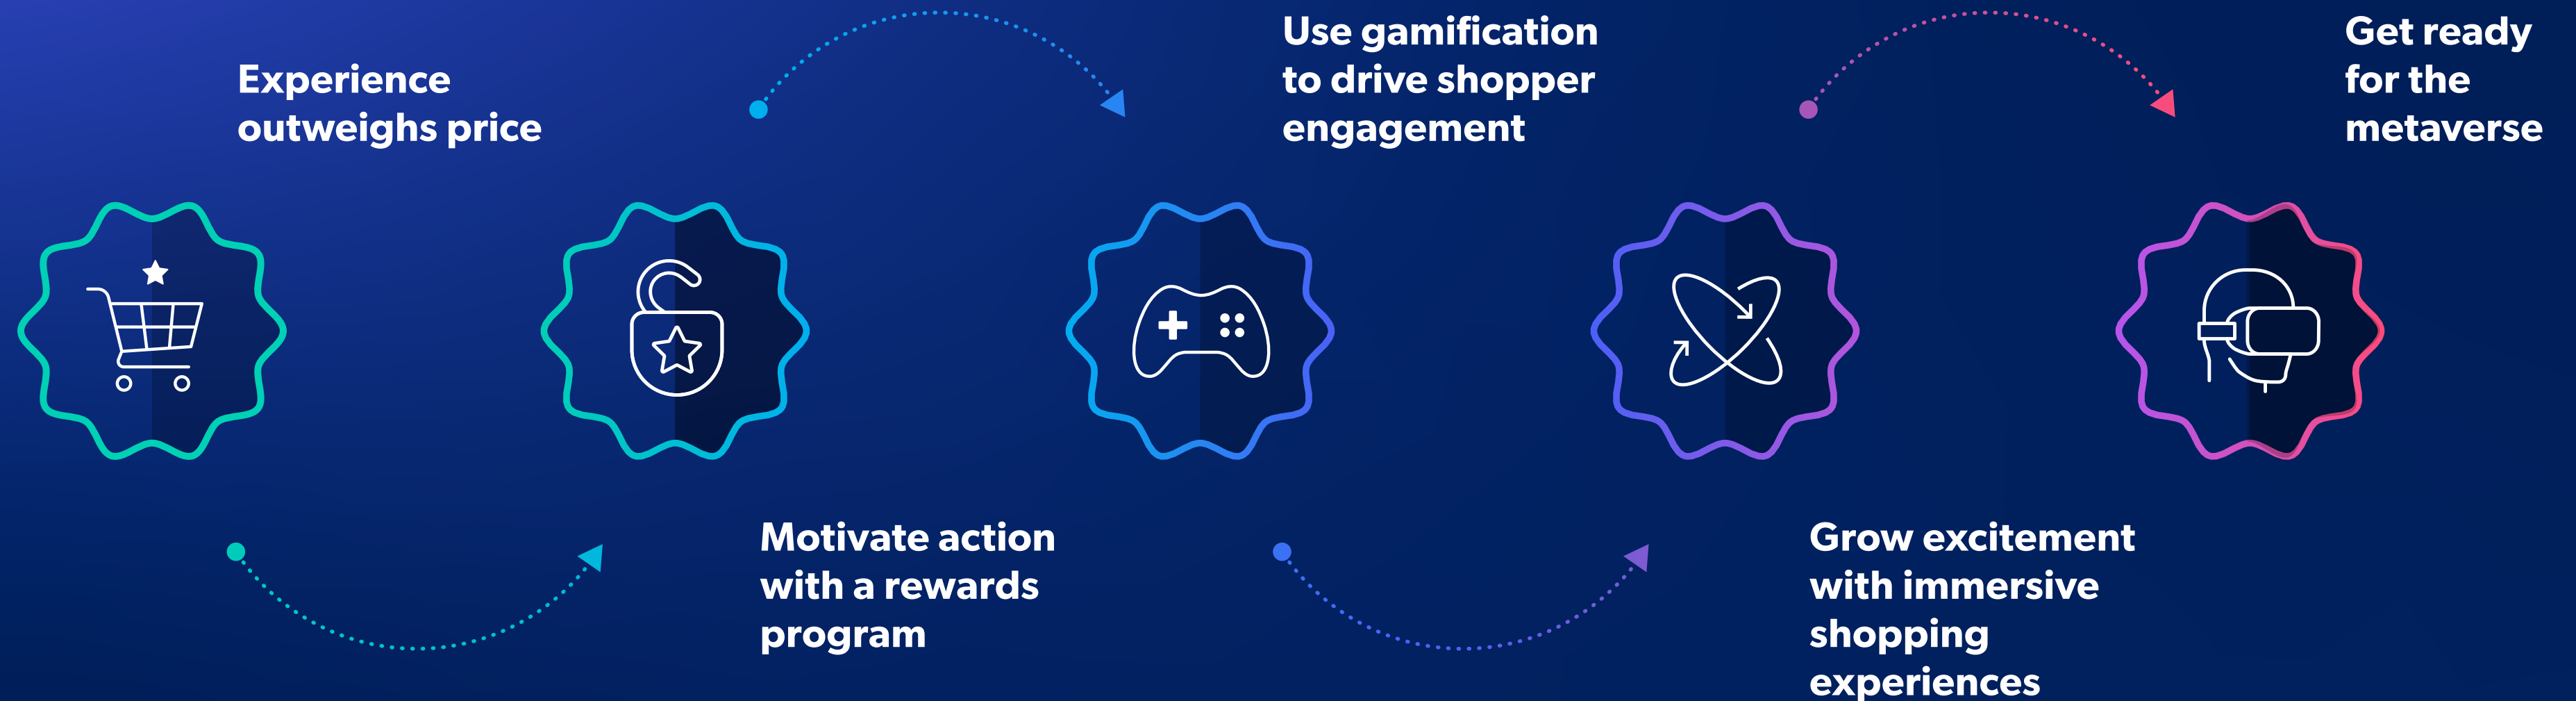 Experience
outweighs price
Motivate action
with a rewards
program
Use gamification
to drive shopper
engagement
Grow excitement
with immersive
shopping
experiences
Get ready
for the
metaverse